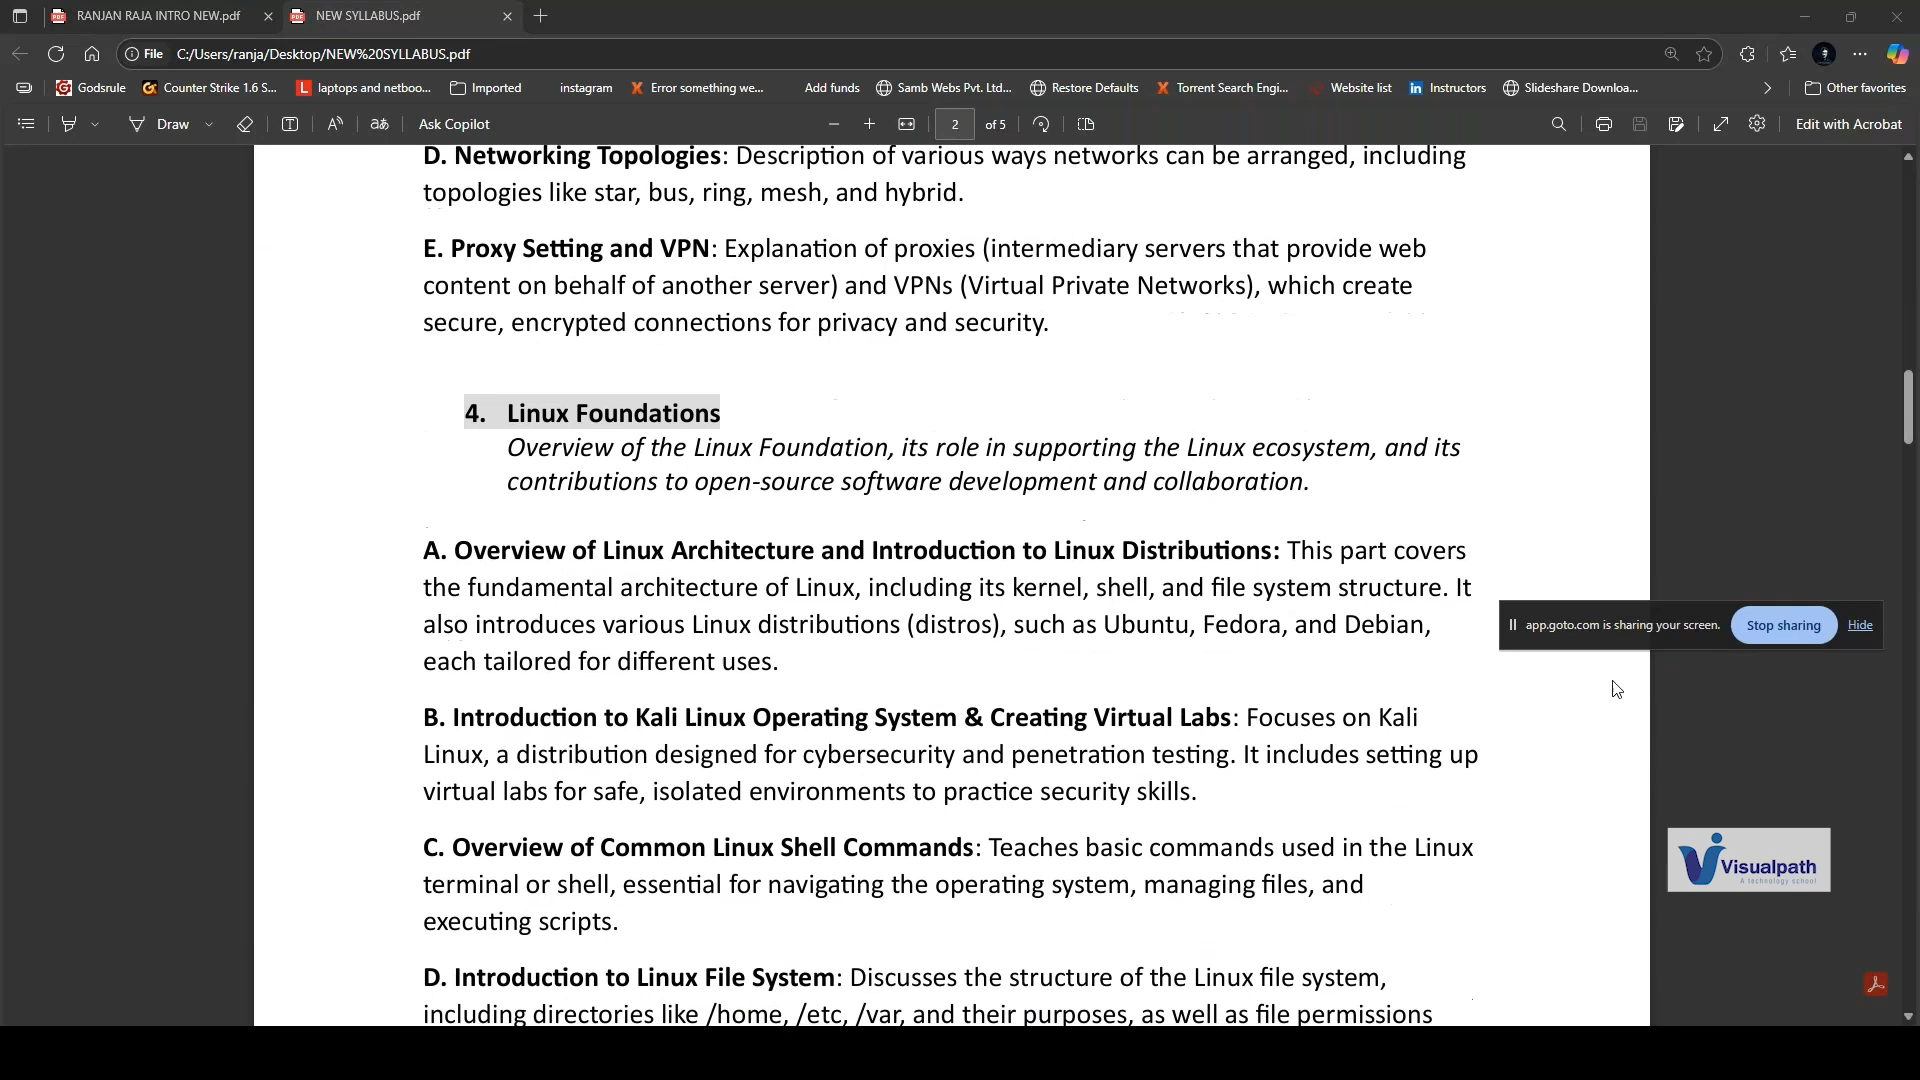 RANJAN RAJA INTRO NEW.pdf
NEW SYLLABUS.pdf
File C:/Users/ranja/Desktop/NEW%20SYLLABUS.pdf
Godsrule Counter Strike 1.6 S... laptops and netboo... Imported instagram Error something we... Add funds Samb Webs Pvt. Ltd... Restore Defaults Torrent Search Engi... Website list Instructors Slideshare Downloa... Other favorites
Draw Ask Copilot 2 of 5 Edit with Acrobat
D. Networking Topologies: Description of various ways networks can be arranged, including
topologies like star, bus, ring, mesh, and hybrid.
E. Proxy Setting and VPN: Explanation of proxies (intermediary servers that provide web
content on behalf of another server) and VPNs (Virtual Private Networks), which create
secure, encrypted connections for privacy and security.
4. Linux Foundations
Overview of the Linux Foundation, its role in supporting the Linux ecosystem, and its
contributions to open-source software development and collaboration.
A. Overview of Linux Architecture and Introduction to Linux Distributions: This part covers
the fundamental architecture of Linux, including its kernel, shell, and file system structure. It
also introduces various Linux distributions (distros), such as Ubuntu, Fedora, and Debian,
each tailored for different uses.
app.goto.com is sharing your screen. Stop sharing Hide
B. Introduction to Kali Linux Operating System & Creating Virtual Labs: Focuses on Kali
Linux, a distribution designed for cybersecurity and penetration testing. It includes setting up
virtual labs for safe, isolated environments to practice security skills.
C. Overview of Common Linux Shell Commands: Teaches basic commands used in the Linux
terminal or shell, essential for navigating the operating system, managing files, and
executing scripts.
Visualpath
A technology school
D. Introduction to Linux File System: Discusses the structure of the Linux file system,
including directories like /home, /etc, /var, and their purposes, as well as file permissions